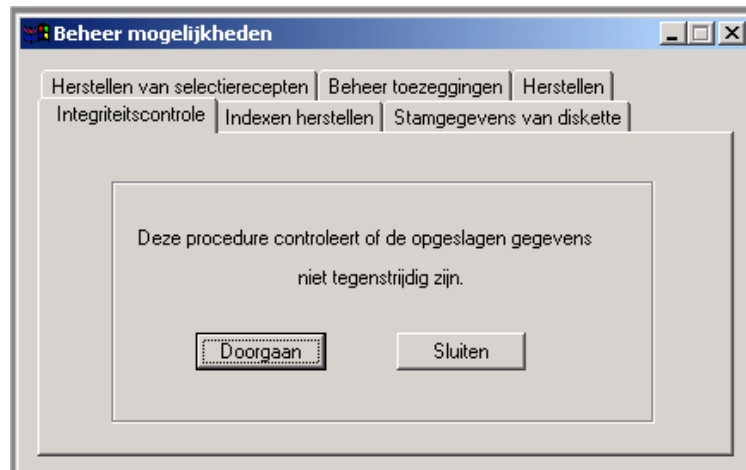 Beheer mogelijkheden
Herstellen van selectierecepten Beheer toezeggingen Herstellen
Integriteitscontrole Indexen herstellen Stamgegevens van diskette
Deze procedure controleert of de opgeslagen gegevens
niet tegenstrijdig zijn.
Doorgaan Sluiten